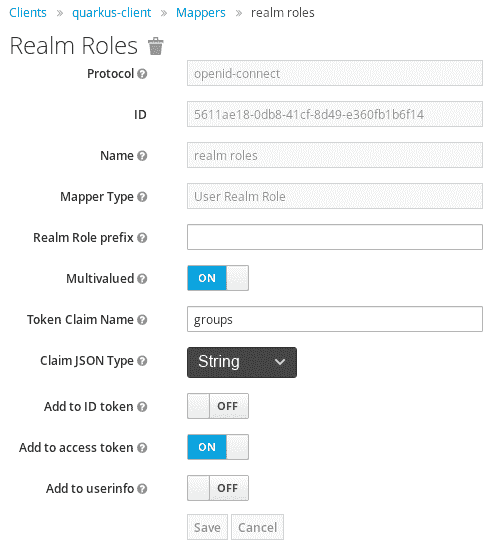 Clients » quarkus-client » Mappers » realm roles
Realm Roles
Protocol openid-connect
ID 5611ae18-0db8-41cf-8d49-e360fb1b6f14
Name realm roles
Mapper Type User Realm Role
Realm Role prefix
Multivalued ON
Token Claim Name groups
Claim JSON Type String
Add to ID token OFF
Add to access token ON
Add to userinfo OFF
Save Cancel